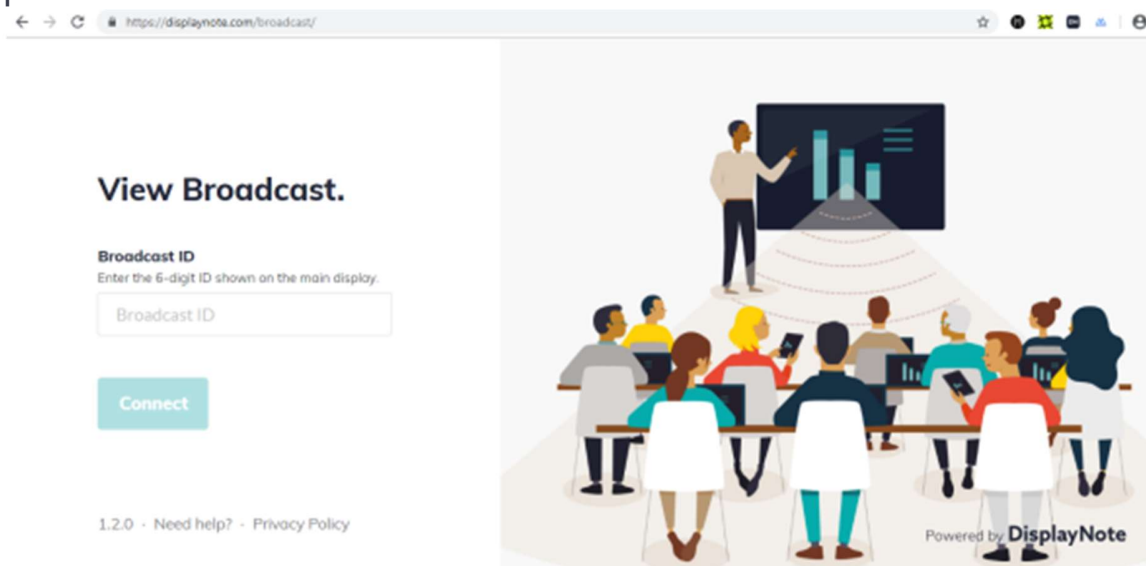 https://displaynote.com/broadcast/
View Broadcast.
Broadcast ID
Enter the 6-digit ID shown on the main display.
Broadcast ID
Connect
1.2.0 · Need help? · Privacy Policy
Powered by DisplayNote